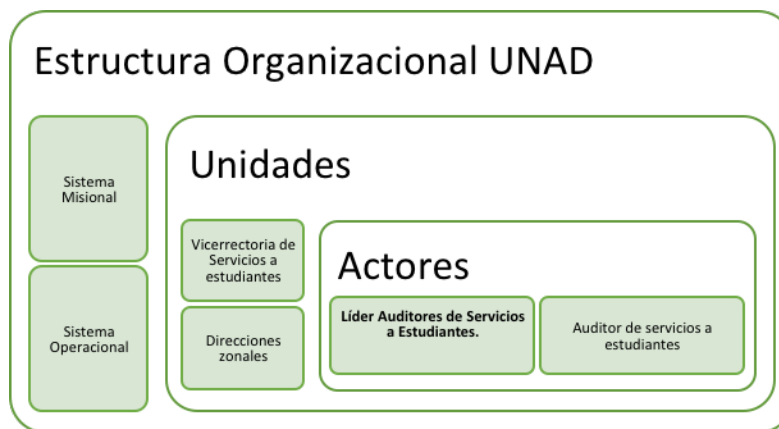 Estructura Organizacional UNAD
Sistema
Misional
Sistema
Operacional
Unidades
Vicerrectoria de
Servicios a
estudiantes
Direcciones
zonales
Actores
Líder Auditores de Servicios
a Estudiantes.
Auditor de servicios a
estudiantes